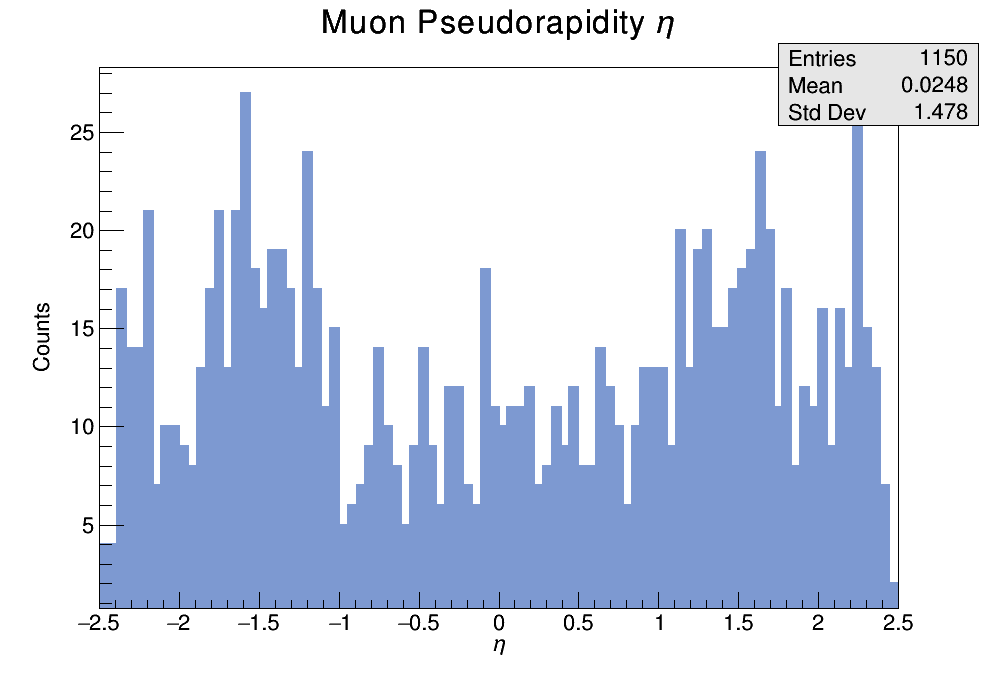 Muon Pseudorapidity η
Entries 1150
Mean 0.0248
Std Dev 1.478
25
20
15
10
5
Counts
−2.5 −2 −1.5 −1 −0.5 0 0.5 1 1.5 2 2.5
η